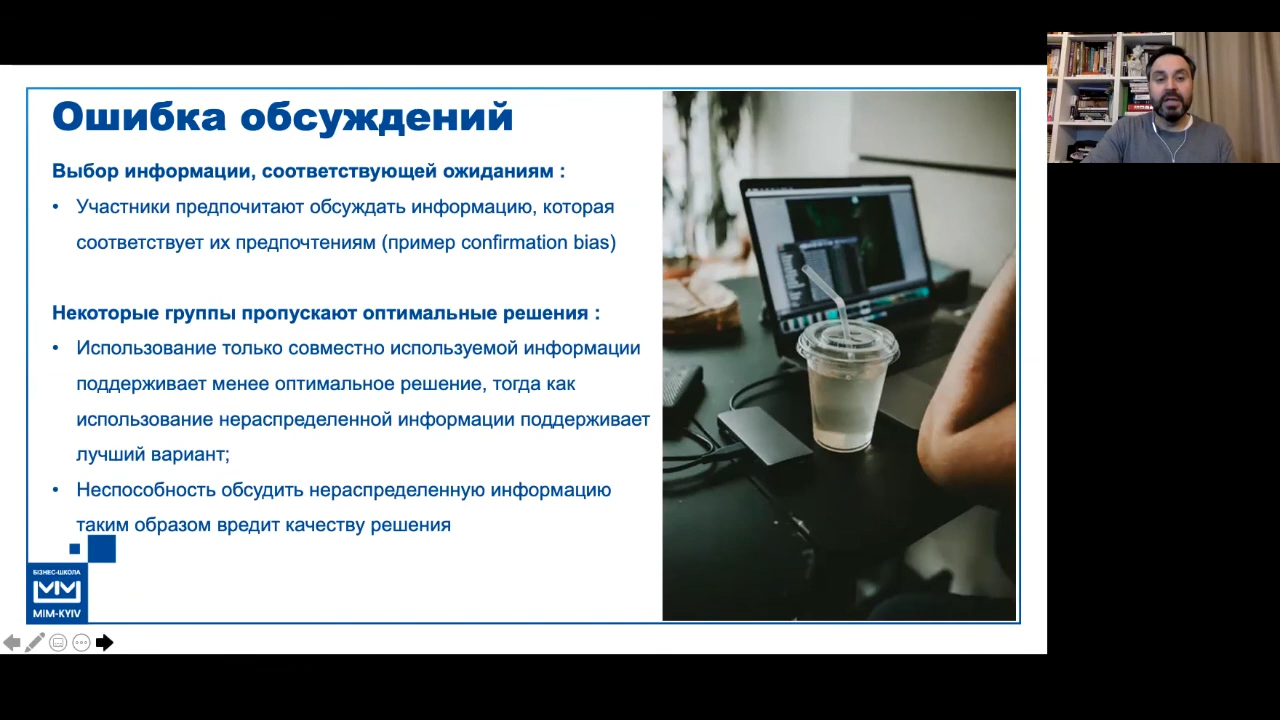 Ошибка обсуждений
Выбор информации, соответствующей ожиданиям :
• Участники предпочитают обсуждать информацию, которая
соответствует их предпочтениям (пример confirmation bias)
Некоторые группы пропускают оптимальные решения :
• Использование только совместно используемой информации
поддерживает менее оптимальное решение, тогда как
использование нераспределенной информации поддерживает
лучший вариант;
• Неспособность обсудить нераспределенную информацию
таким образом вредит качеству решения
БІЗНЕС-ШКОЛА
MIM-KYIV